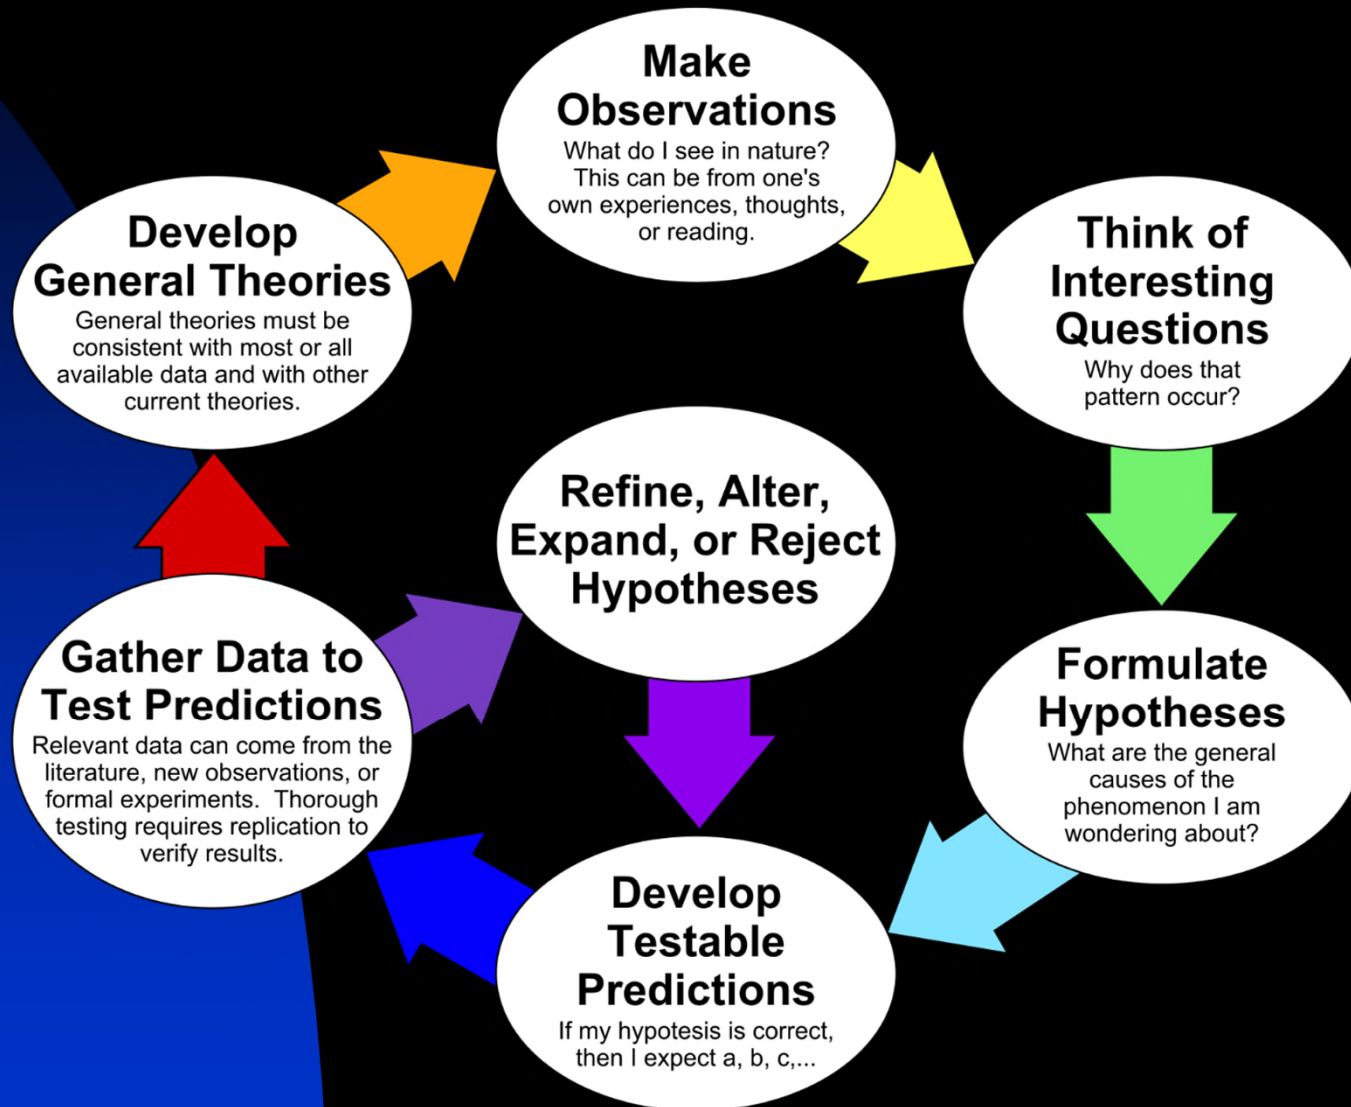 Make
Observations
What do I see in nature?
This can be from one's
own experiences, thoughts,
or reading.
Think of
Interesting
Questions
Why does that
pattern occur?
Formulate
Hypotheses
What are the general
causes of the
phenomenon I am
wondering about?
Develop
Testable
Predictions
If my hypotesis is correct,
then I expect a, b, c,...
Gather Data to
Test Predictions
Relevant data can come from the
literature, new observations, or
formal experiments.  Thorough
testing requires replication to
verify results.
Refine, Alter,
Expand, or Reject
Hypotheses
Develop
General Theories
General theories must be
consistent with most or all
available data and with other
current theories.